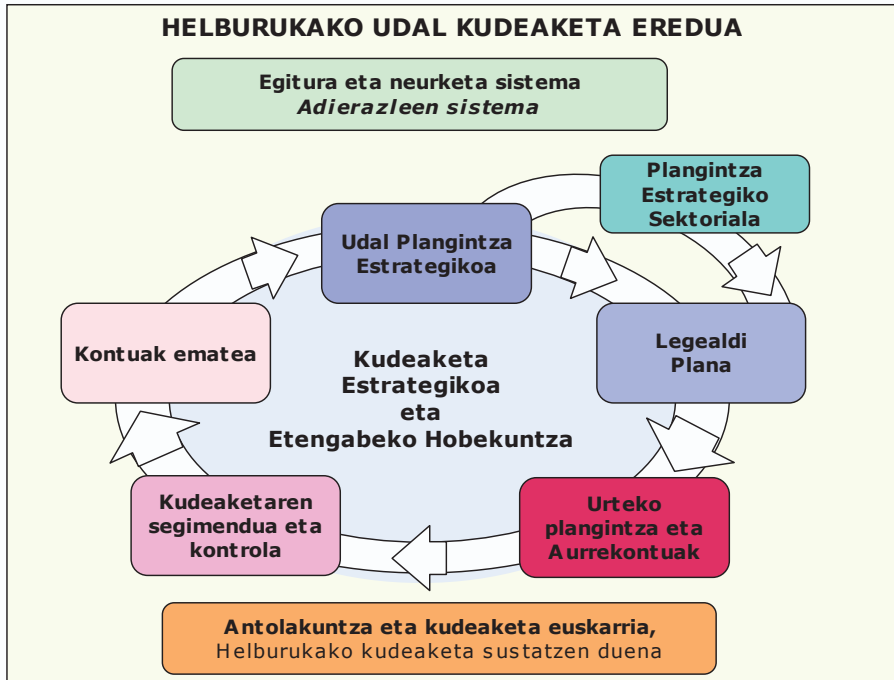 HELBURUKAKO UDAL KUDEAKETA EREDUA
Egitura eta neurketa sistema
Adierazleen sistema
Plangintza
Estrategiko
Sektoriala
Udal Plangintza
Estrategikoa
Kontuak ematea
Legealdi
Plana
Kudeaketa
Estrategikoa
eta
Etengabeko Hobekuntza
Kudeaketaren
segimendua eta
kontrola
Urteko
plangintza eta
Aurrekontuak
Antolakuntza eta kudeaketa euskarria,
Helburukako kudeaketa sustatzen duena